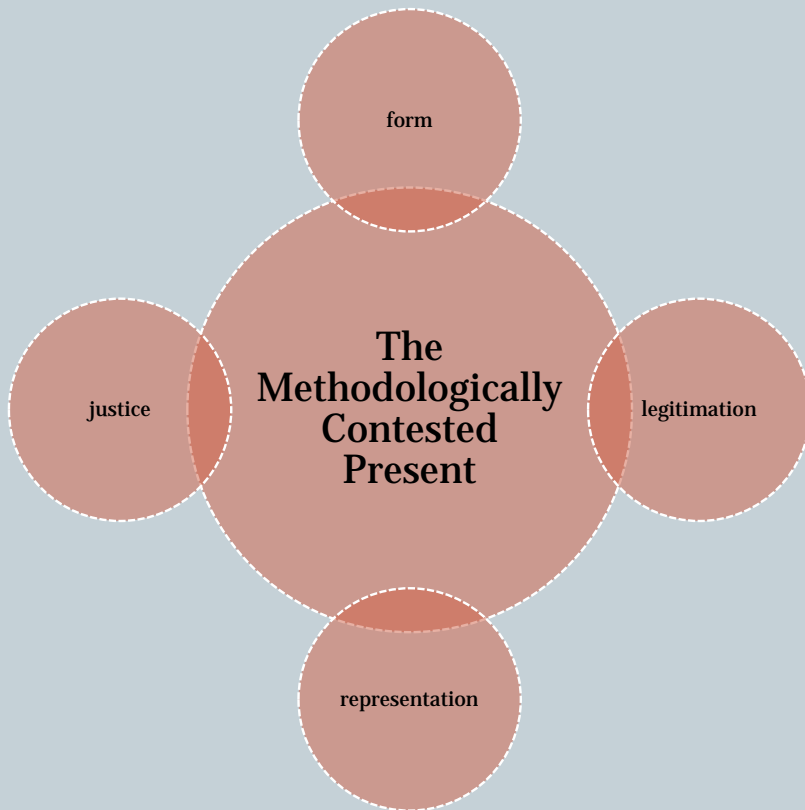 form
justice
The
Methodologically
Contested
Present
legitimation
representation